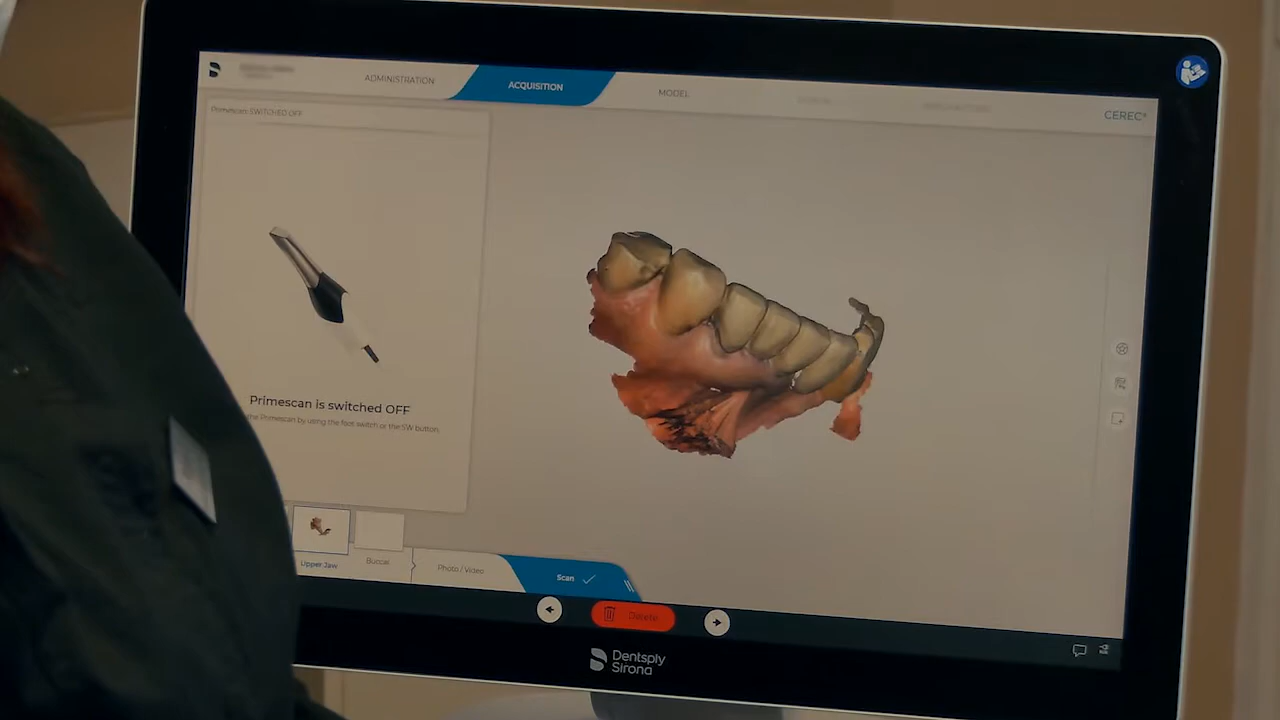 ADMINISTRATION
ACQUISITION
MODEL
CEREC®
Primescan: SWITCHED OFF
Primescan is switched OFF
the Primescan by using the foot switch or the SW button.
Upper Jaw
Buccal
Photo / Video
Scan
Delete
Dentsply
Sirona